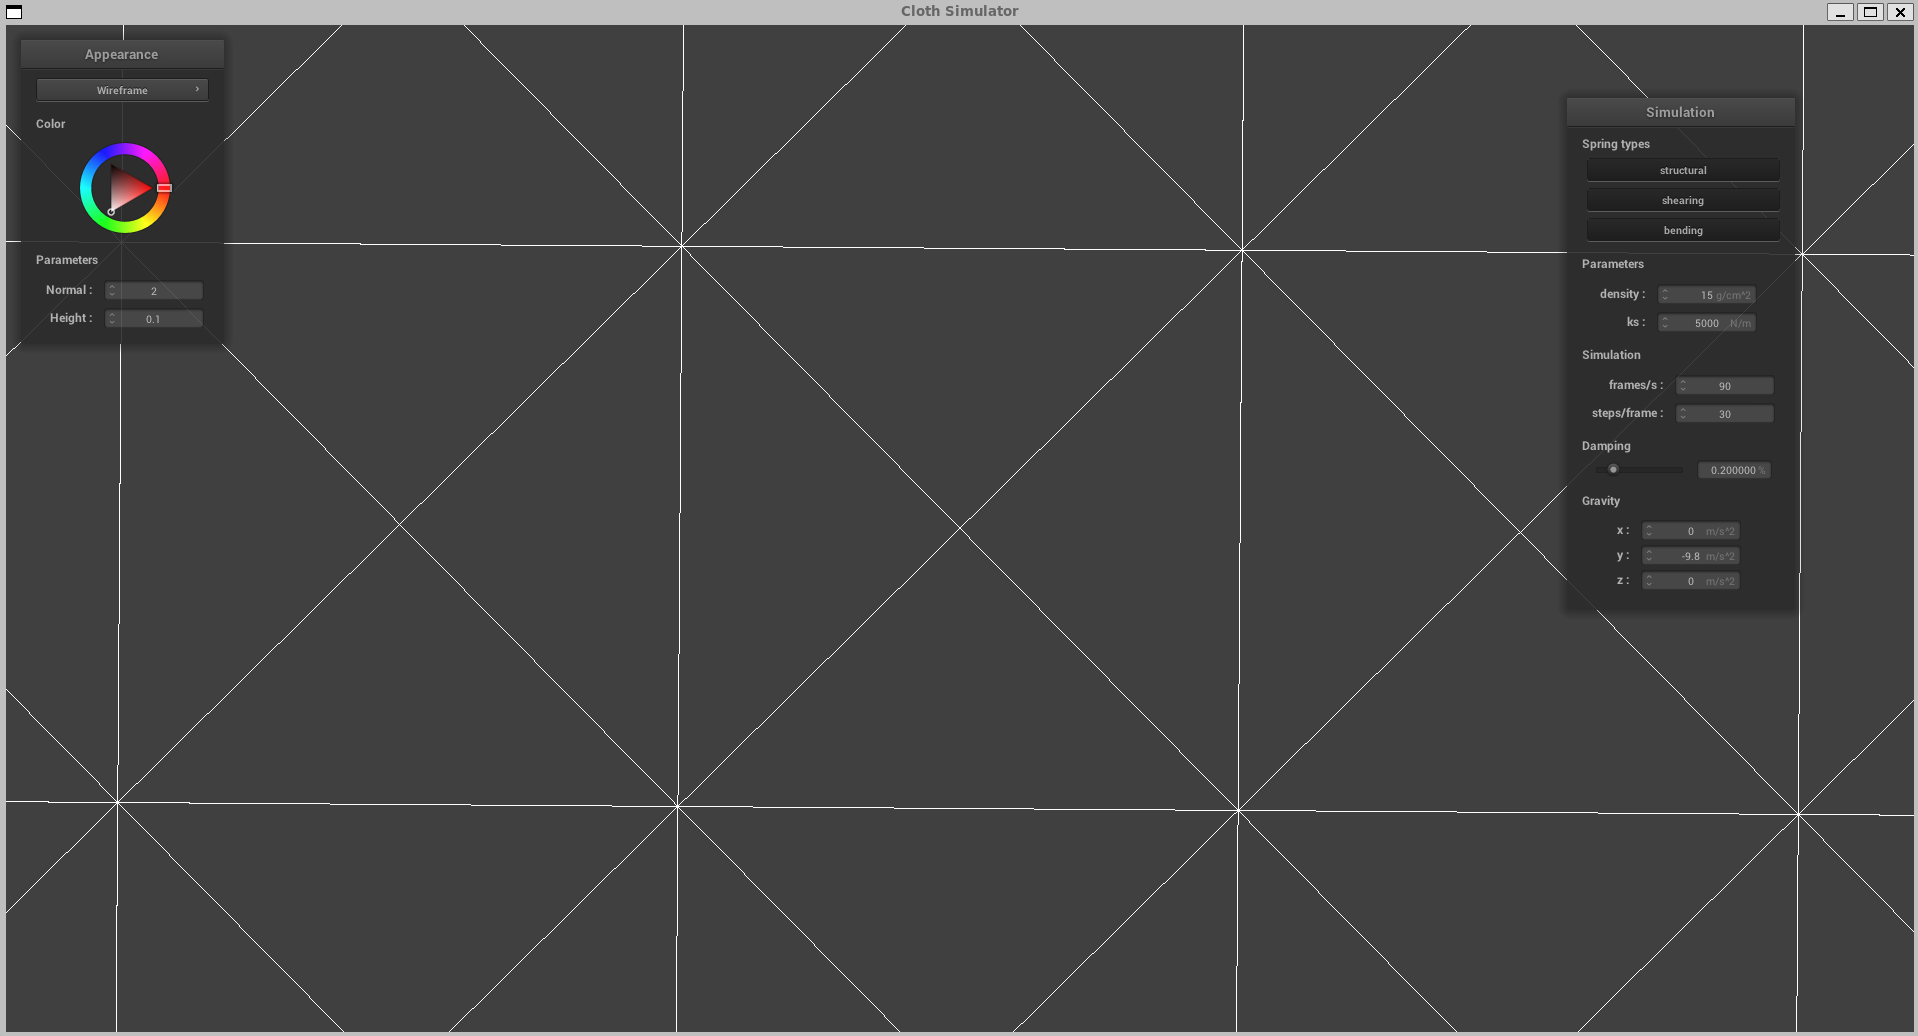 Cloth Simulator
Appearance
Wireframe
Color
Parameters
Normal : 2
Height : 0.1
Simulation
Spring types
structural
shearing
bending
Parameters
density : 15 g/cm^2
ks : 5000 N/m
Simulation
frames/s : 90
steps/frame : 30
Damping
0.200000 %
Gravity
x : 0 m/s^2
y : -9.8 m/s^2
z : 0 m/s^2